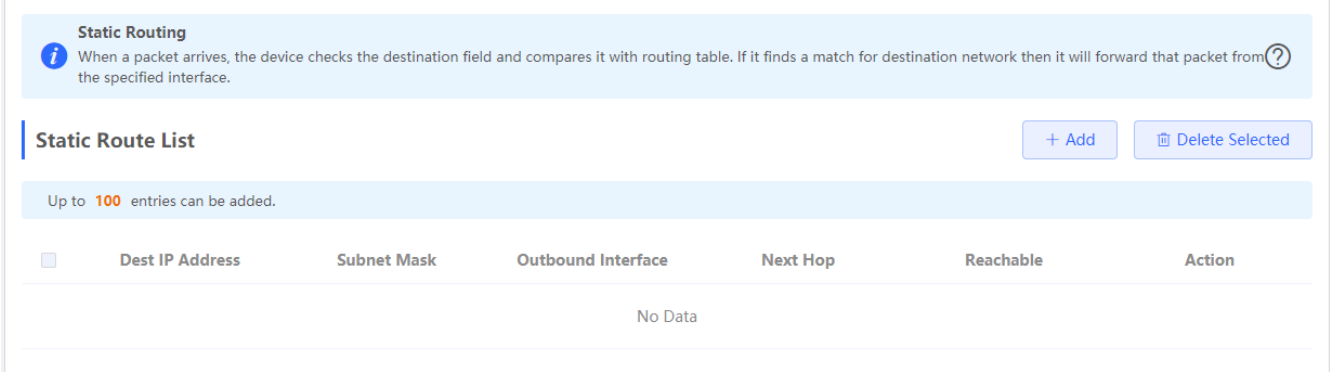 Static Routing
When a packet arrives, the device checks the destination field and compares it with routing table. If it finds a match for destination network then it will forward that packet from
the specified interface.
Static Route List
+ Add
Delete Selected
Up to 100 entries can be added.
Dest IP Address Subnet Mask Outbound Interface Next Hop Reachable Action
No Data